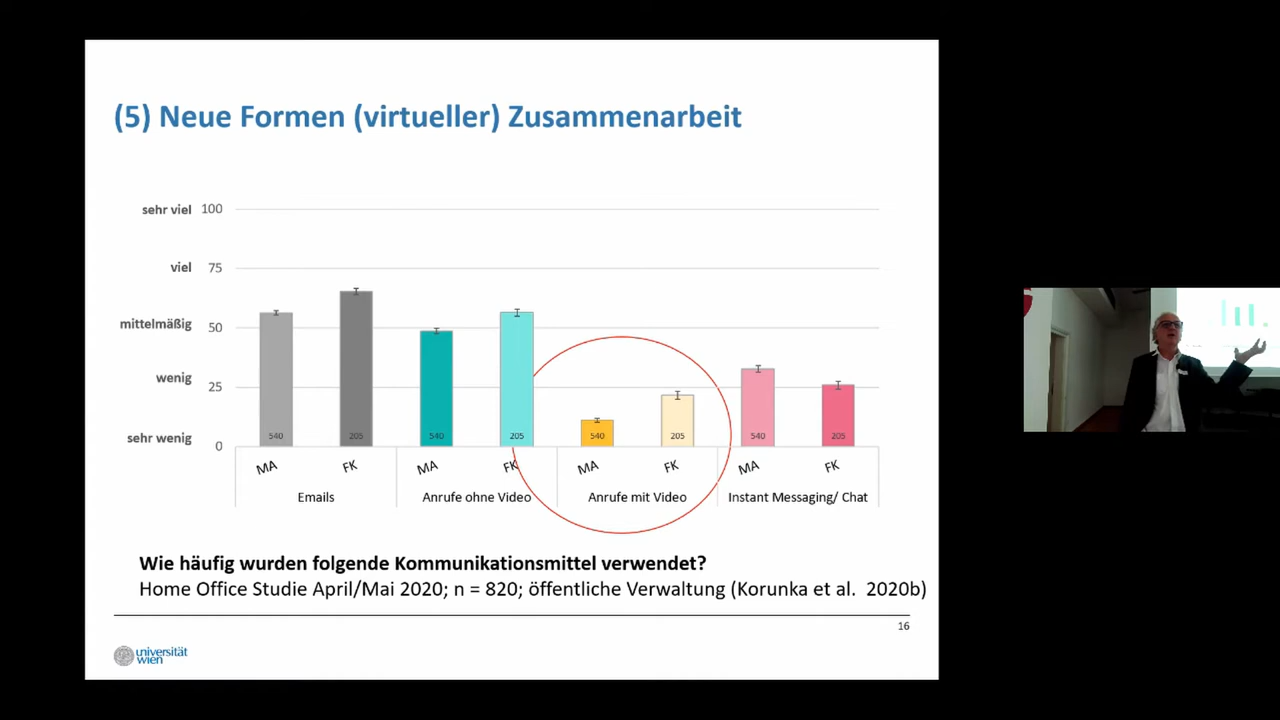 (5) Neue Formen (virtueller) Zusammenarbeit
sehr viel 100
viel 75
mittelmäßig 50
wenig 25
sehr wenig 0
540 205 540 205 540 205 540 205
MA FK MA FK MA FK MA FK
Emails Anrufe ohne Video Anrufe mit Video Instant Messaging/ Chat
Wie häufig wurden folgende Kommunikationsmittel verwendet?
Home Office Studie April/Mai 2020; n = 820; öffentliche Verwaltung (Korunka et al. 2020b)
16
universität
wien